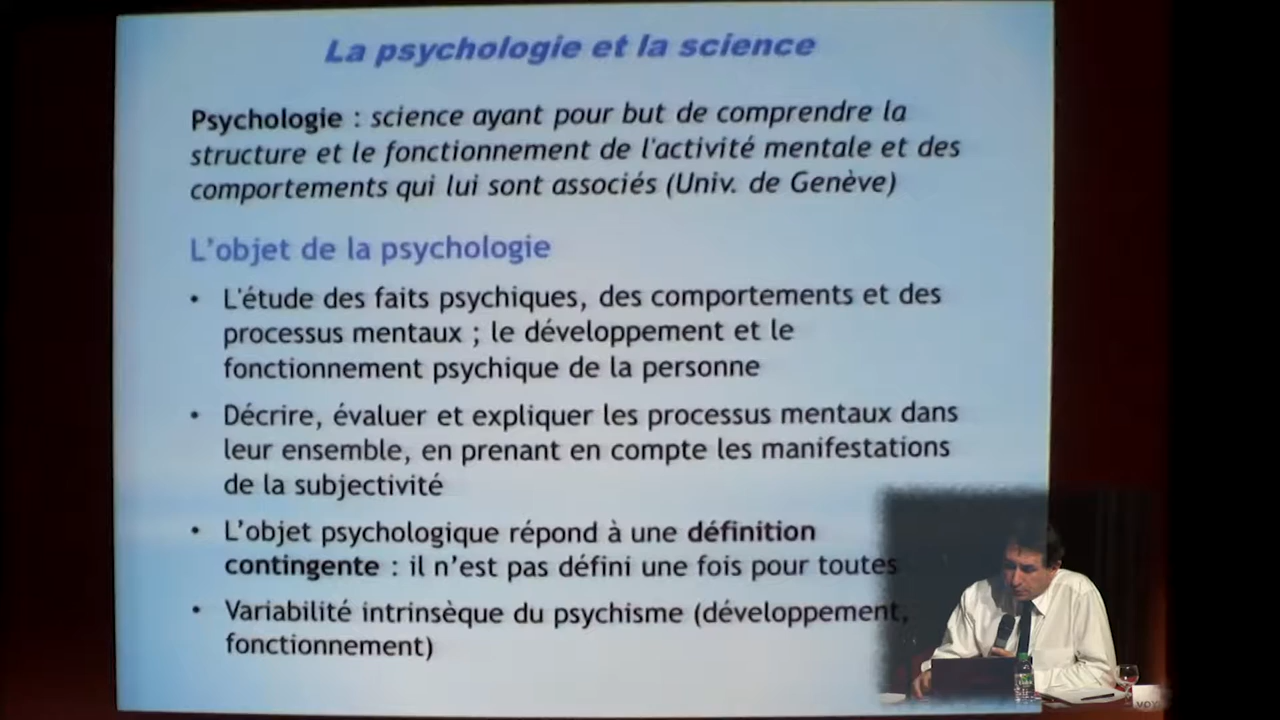 La psychologie et la science
Psychologie : science ayant pour but de comprendre la
structure et le fonctionnement de l'activité mentale et des
comportements qui lui sont associés (Univ. de Genève)
L’objet de la psychologie
• L'étude des faits psychiques, des comportements et des
processus mentaux ; le développement et le
fonctionnement psychique de la personne
• Décrire, évaluer et expliquer les processus mentaux dans
leur ensemble, en prenant en compte les manifestations
de la subjectivité
• L’objet psychologique répond à une définition
contingente : il n’est pas défini une fois pour toutes
• Variabilité intrinsèque du psychisme (développement,
fonctionnement)